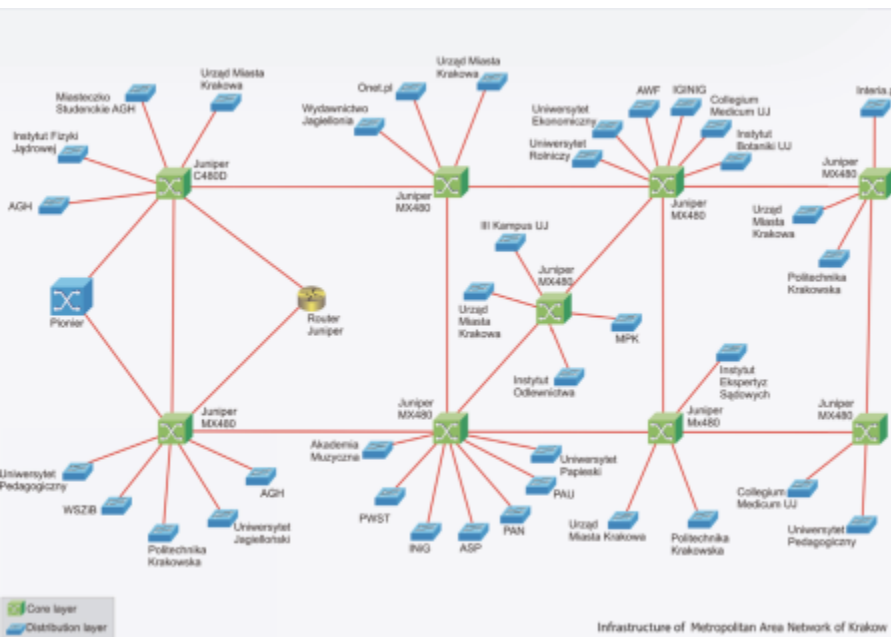 Miasteczko
Studenckie AGH
Urząd Miasta
Krakowa
Instytut Fizyki
Jądrowej
AGH
Juniper
C480D
Onet.pl
Urząd Miasta
Krakowa
Wydawnictwo
Jagiellonia
Juniper
MX480
Uniwersytet
Ekonomiczny
AWF
IGINIG
Collegium
Medicum UJ
Uniwersytet
Rolniczy
Instytut
Botaniki UJ
Juniper
MX480
Juniper
MX480
Urząd
Miasta
Krakowa
Politechnika
Krakowska
III Kampus UJ
Juniper
MX480
Urząd
Miasta
Krakowa
MPK
Instytut
Odlewnictwa
Pionier
Router
Juniper
Instytut
Ekspertyz
Sądowych
Juniper
MX480
Juniper
MX480
Juniper
Mx480
Juniper
MX480
Uniwersytet
Pedagogiczny
WSZiB
Politechnika
Krakowska
Uniwersytet
Jagielloński
AGH
Akademia
Muzyczna
PWST
INiG
ASP
PAN
PAU
Uniwersytet
Papieski
Urząd
Miasta Krakowa
Politechnika
Krakowska
Collegium
Medicum UJ
Uniwersytet
Pedagogiczny
Core layer
Distribution layer
Infrastructure of Metropolitan Area Network of Krakow